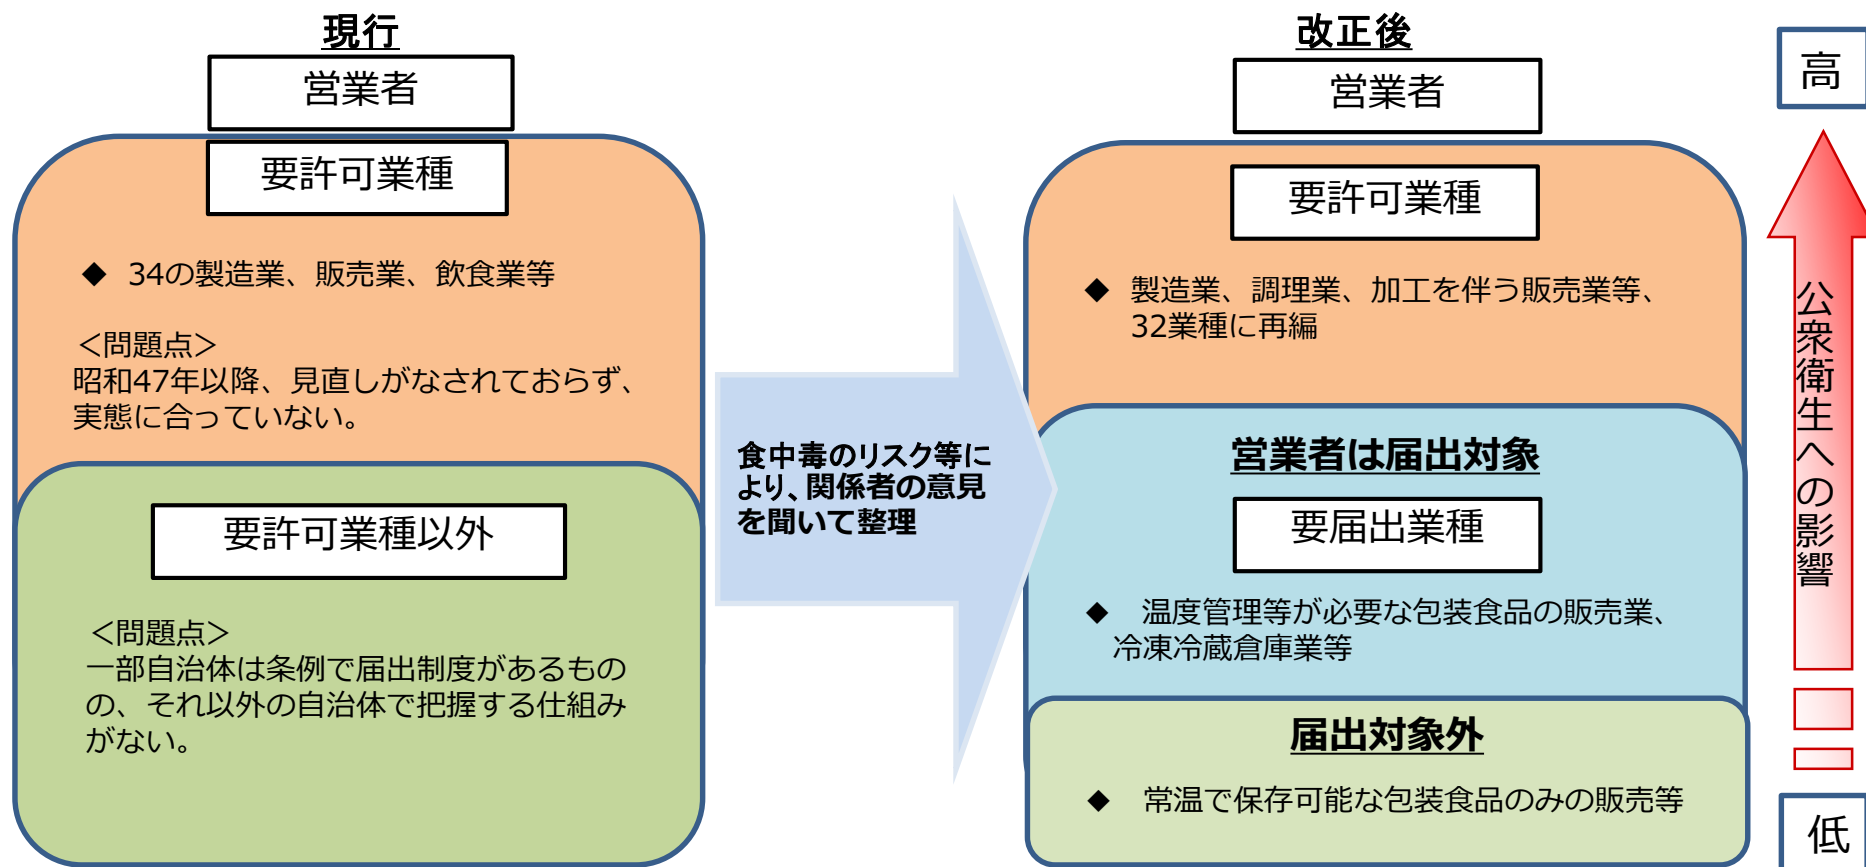 現行
営業者
要許可業種
◆ 34の製造業、販売業、飲食業等
＜問題点＞
昭和47年以降、見直しがなされておらず、
実態に合っていない。
要許可業種以外
＜問題点＞
一部自治体は条例で届出制度があるもの
の、それ以外の自治体で把握する仕組み
がない。
食中毒のリスク等に
より、関係者の意見
を聞いて整理
改正後
営業者
要許可業種
◆ 製造業、調理業、加工を伴う販売業等、
32業種に再編
営業者は届出対象
要届出業種
◆ 温度管理等が必要な包装食品の販売業、
冷凍冷蔵倉庫業等
届出対象外
◆ 常温で保存可能な包装食品のみの販売等
高
公衆衛生への影響
低